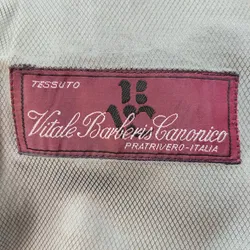 TESSUTO
Vitale Barberis Canonico
PRATRIVERO-ITALIA